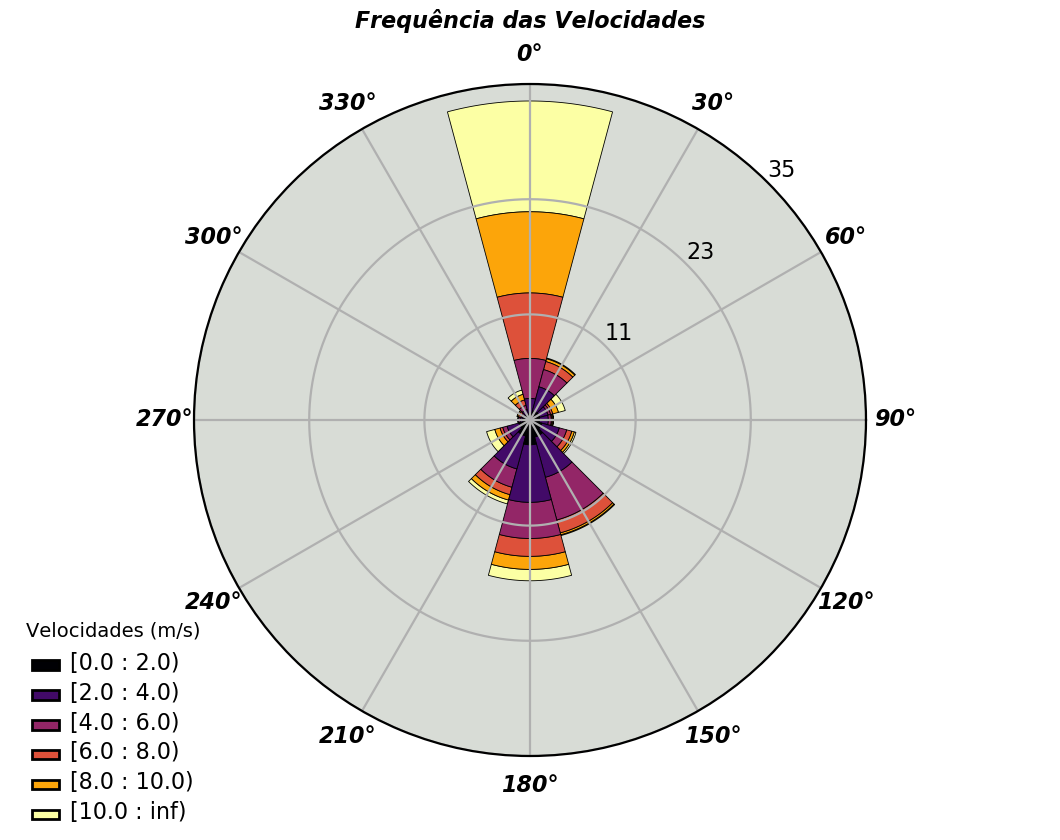 Frequência das Velocidades
0°
330°
30°
35
300°
60°
23
11
270°
90°
240°
120°
210°
150°
180°
Velocidades (m/s)
[0.0 : 2.0)
[2.0 : 4.0)
[4.0 : 6.0)
[6.0 : 8.0)
[8.0 : 10.0)
[10.0 : inf)